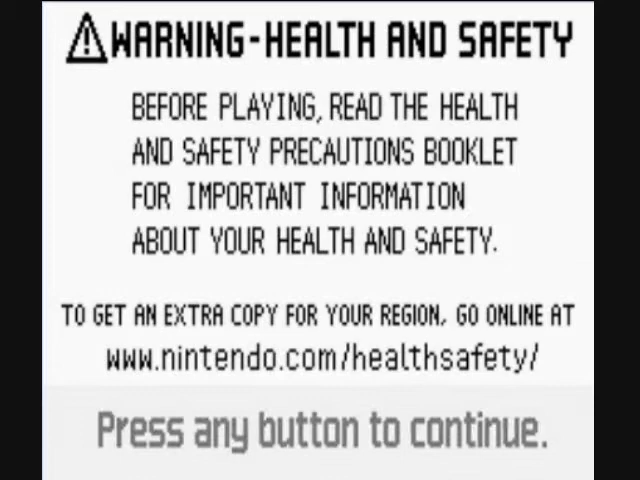 WARNING-HEALTH AND SAFETY
BEFORE PLAYING, READ THE HEALTH
AND SAFETY PRECAUTIONS BOOKLET
FOR IMPORTANT INFORMATION
ABOUT YOUR HEALTH AND SAFETY.
TO GET AN EXTRA COPY FOR YOUR REGION, GO ONLINE AT
www.nintendo.com/healthsafety/
Press any button to continue.